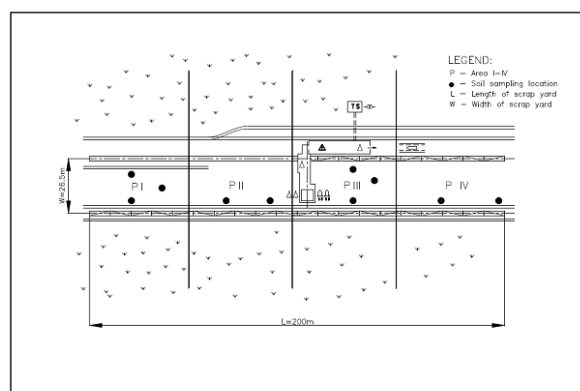 LEGEND:
P – Area I–IV
● – Soil sampling location
L – Length of scrap yard
W – Width of scrap yard
TS
W=26.5m
P I
P II
P III
P IV
L=200m